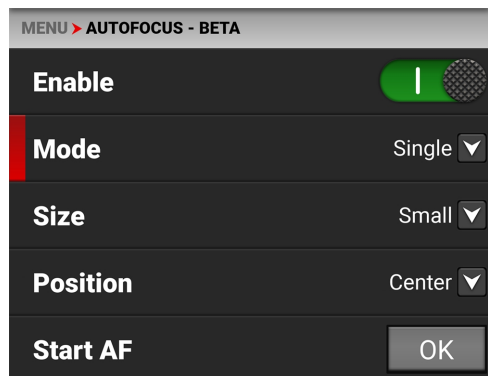 MENU > AUTOFOCUS - BETA
Enable
Mode Single
Size Small
Position Center
Start AF OK